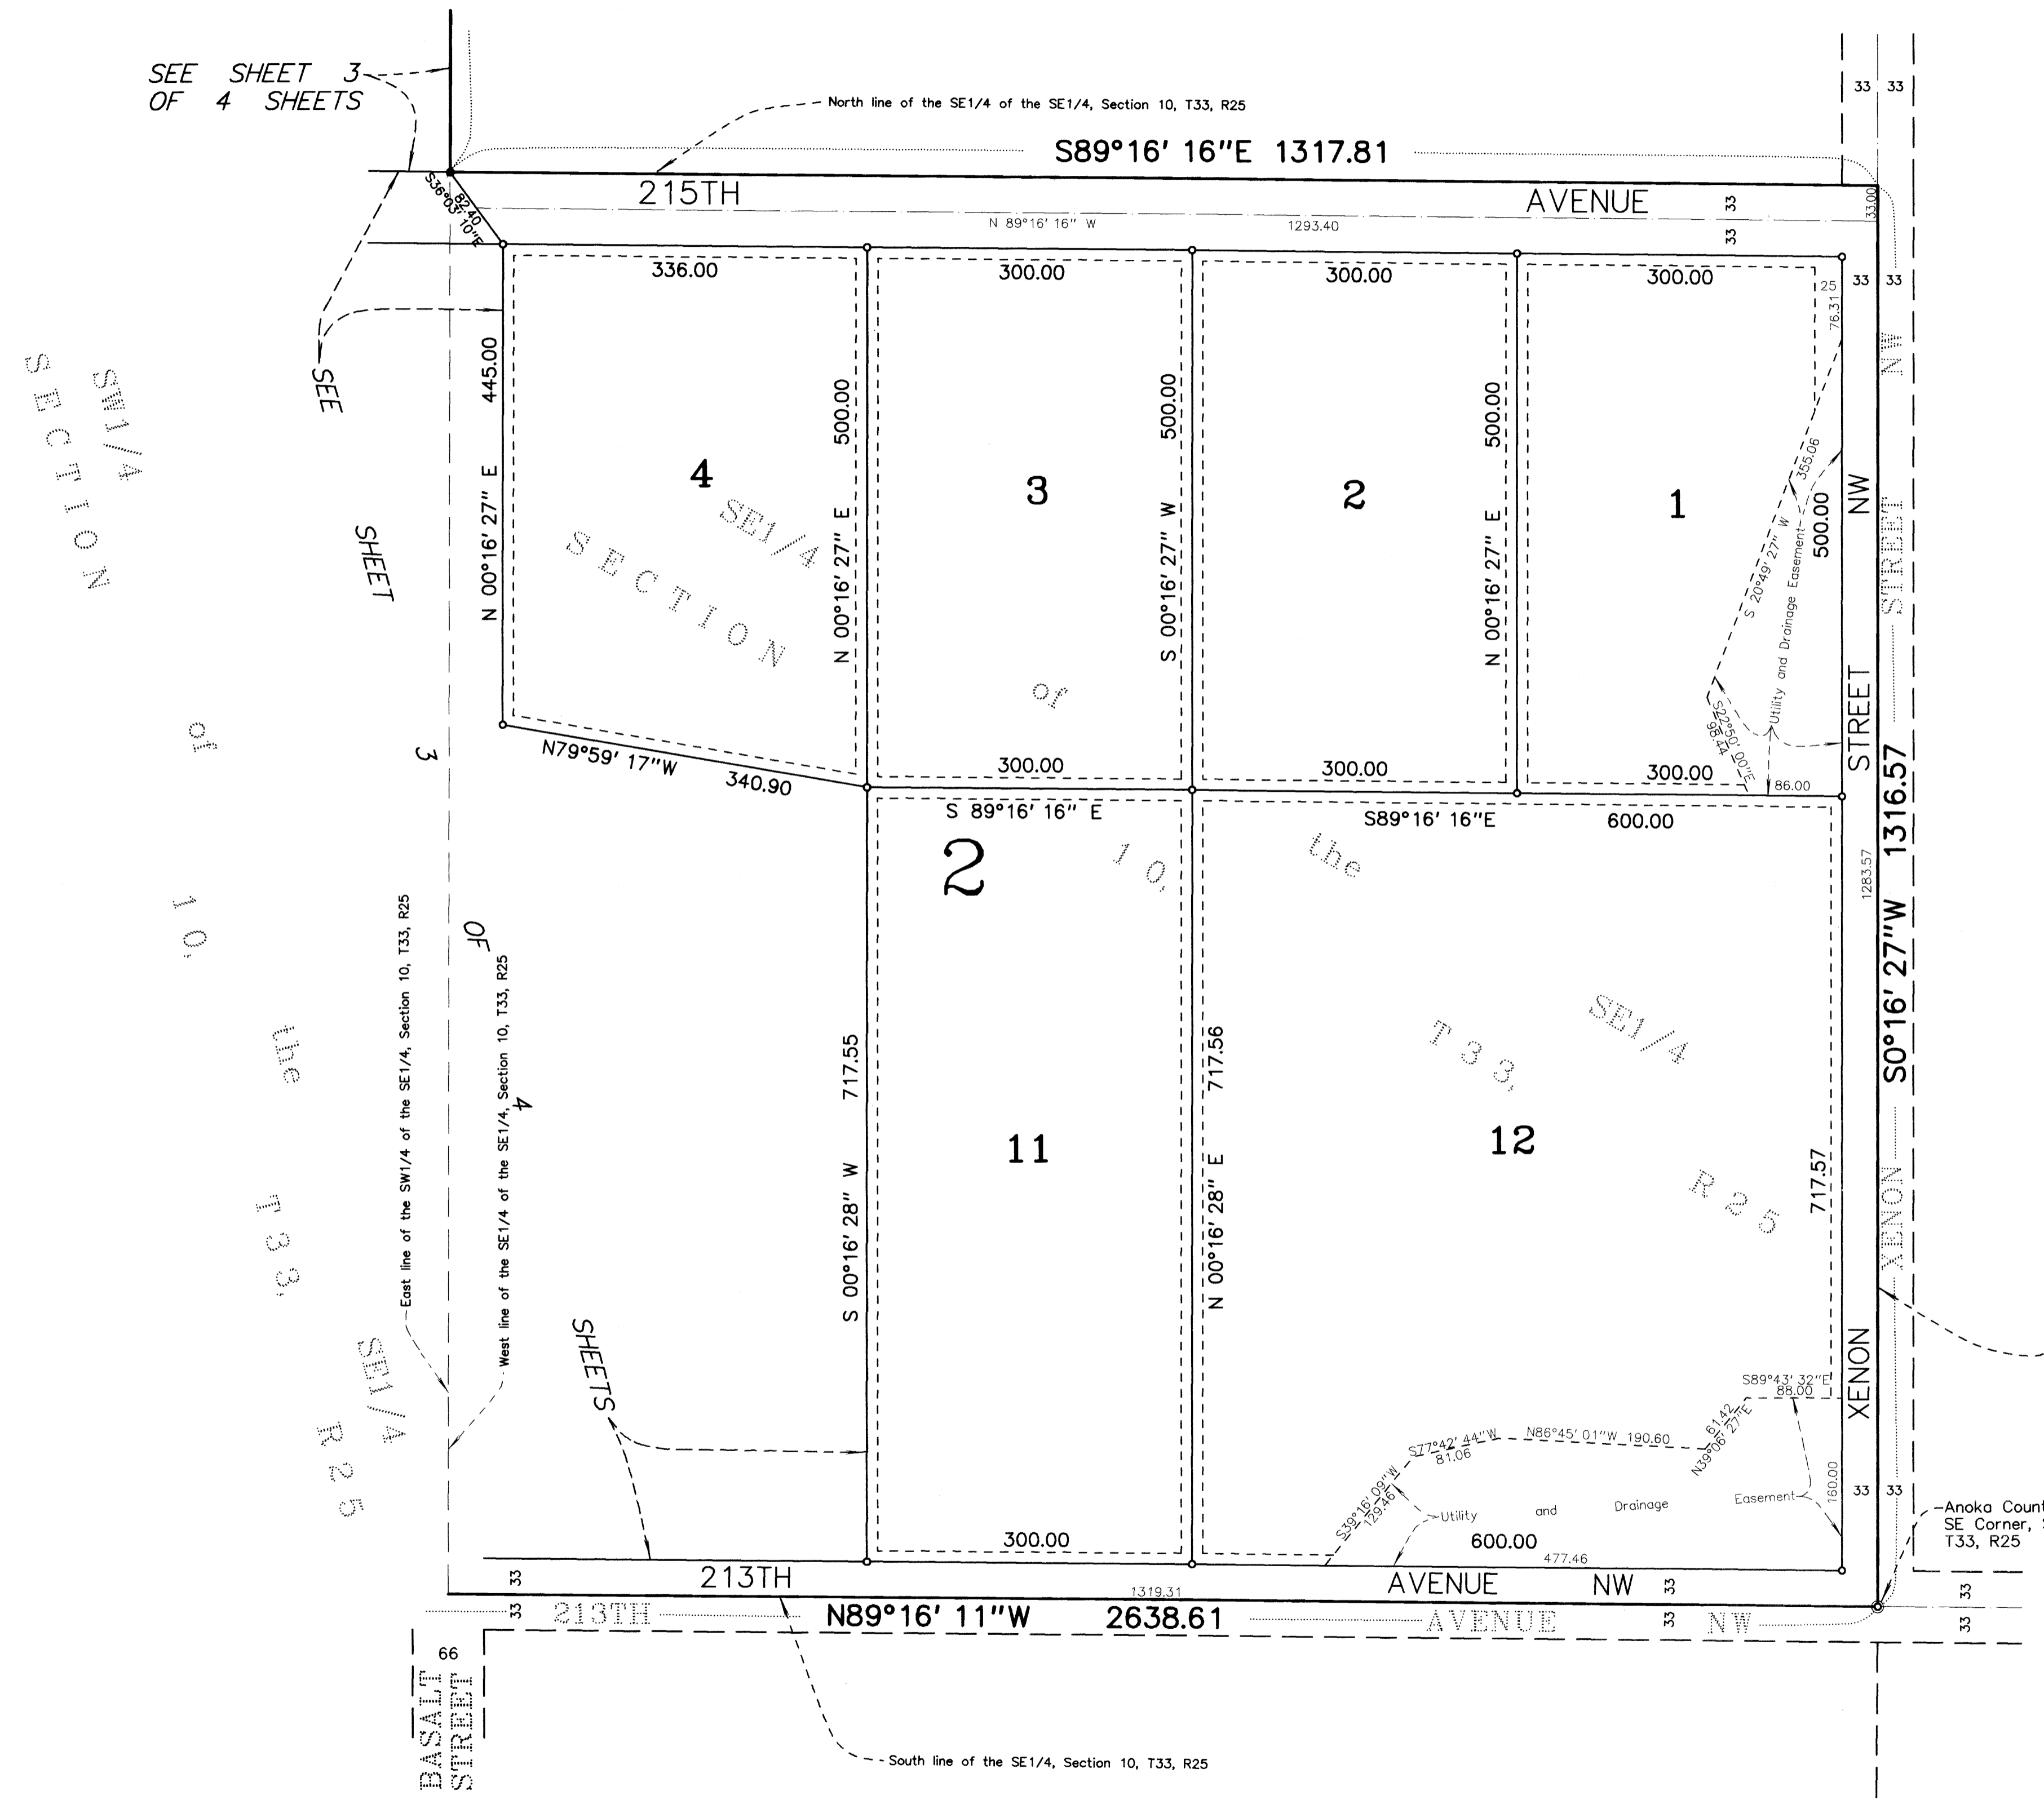 SEE SHEET 3
OF 4 SHEETS
North line of the SE1/4 of the SE1/4, Section 10, T33, R25
S89°16' 16"E 1317.81
33 33
S36°03' 10"E
82.40
215TH AVENUE
33
33
33.00
N 89°16' 16" W 1293.40
336.00
300.00
300.00
300.00
25
33 33
76.31
N 00°16' 27" E 445.00
N 00°16' 27" E 500.00
S 00°16' 27" W 500.00
N 00°16' 27" E 500.00
500.00
4
3
2
1
S 20°49' 27" W 355.06
Utility and Drainage Easement
S22°50' 00"E
98.44
86.00
N79°59' 17"W 340.90
300.00
300.00
300.00
S 89°16' 16" E
S89°16' 16"E 600.00
SEE SHEET 3 OF 4 SHEETS
SW1/4 of the SE1/4
SECTION 10, T33, R25
SE1/4 of the SE1/4
SECTION 10, T33, R25
2
XENON STREET NW
XENON STREET NW
S0°16' 27"W 1316.57
1283.57
East line of the SW1/4 of the SE1/4, Section 10, T33, R25
West line of the SE1/4 of the SE1/4, Section 10, T33, R25
S 00°16' 28" W 717.55
N 00°16' 28" E 717.56
717.57
11
12
S89°43' 32"E
88.00
61.42
N39°06' 27"E
N86°45' 01"W 190.60
S77°42' 44"W
81.06
S39°16' 09"W
129.46
Utility and Drainage Easement
160.00
33 33
300.00
600.00
477.46
Anoka Count
SE Corner,
T33, R25
33
213TH AVENUE NW 33
1319.31
33
33 213TH N89°16' 11"W 2638.61 AVENUE 33 NW
33
66
BASALT
STREET
South line of the SE1/4, Section 10, T33, R25